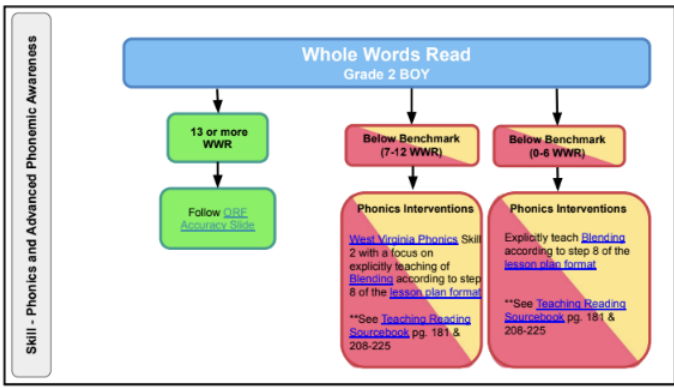 Skill - Phonics and Advanced Phonemic Awareness
Whole Words Read
Grade 2 BOY
13 or more
WWR
Follow ORF
Accuracy Slide
Below Benchmark
(7-12 WWR)
Phonics Interventions
West Virginia Phonics Skill
2 with a focus on
explicitly teaching of
Blending according to step
8 of the lesson plan format
**See Teaching Reading
Sourcebook pg. 181 &
208-225
Below Benchmark
(0-6 WWR)
Phonics Interventions
Explicitly teach Blending
according to step 8 of the
lesson plan format
**See Teaching Reading
Sourcebook pg. 181 &
208-225